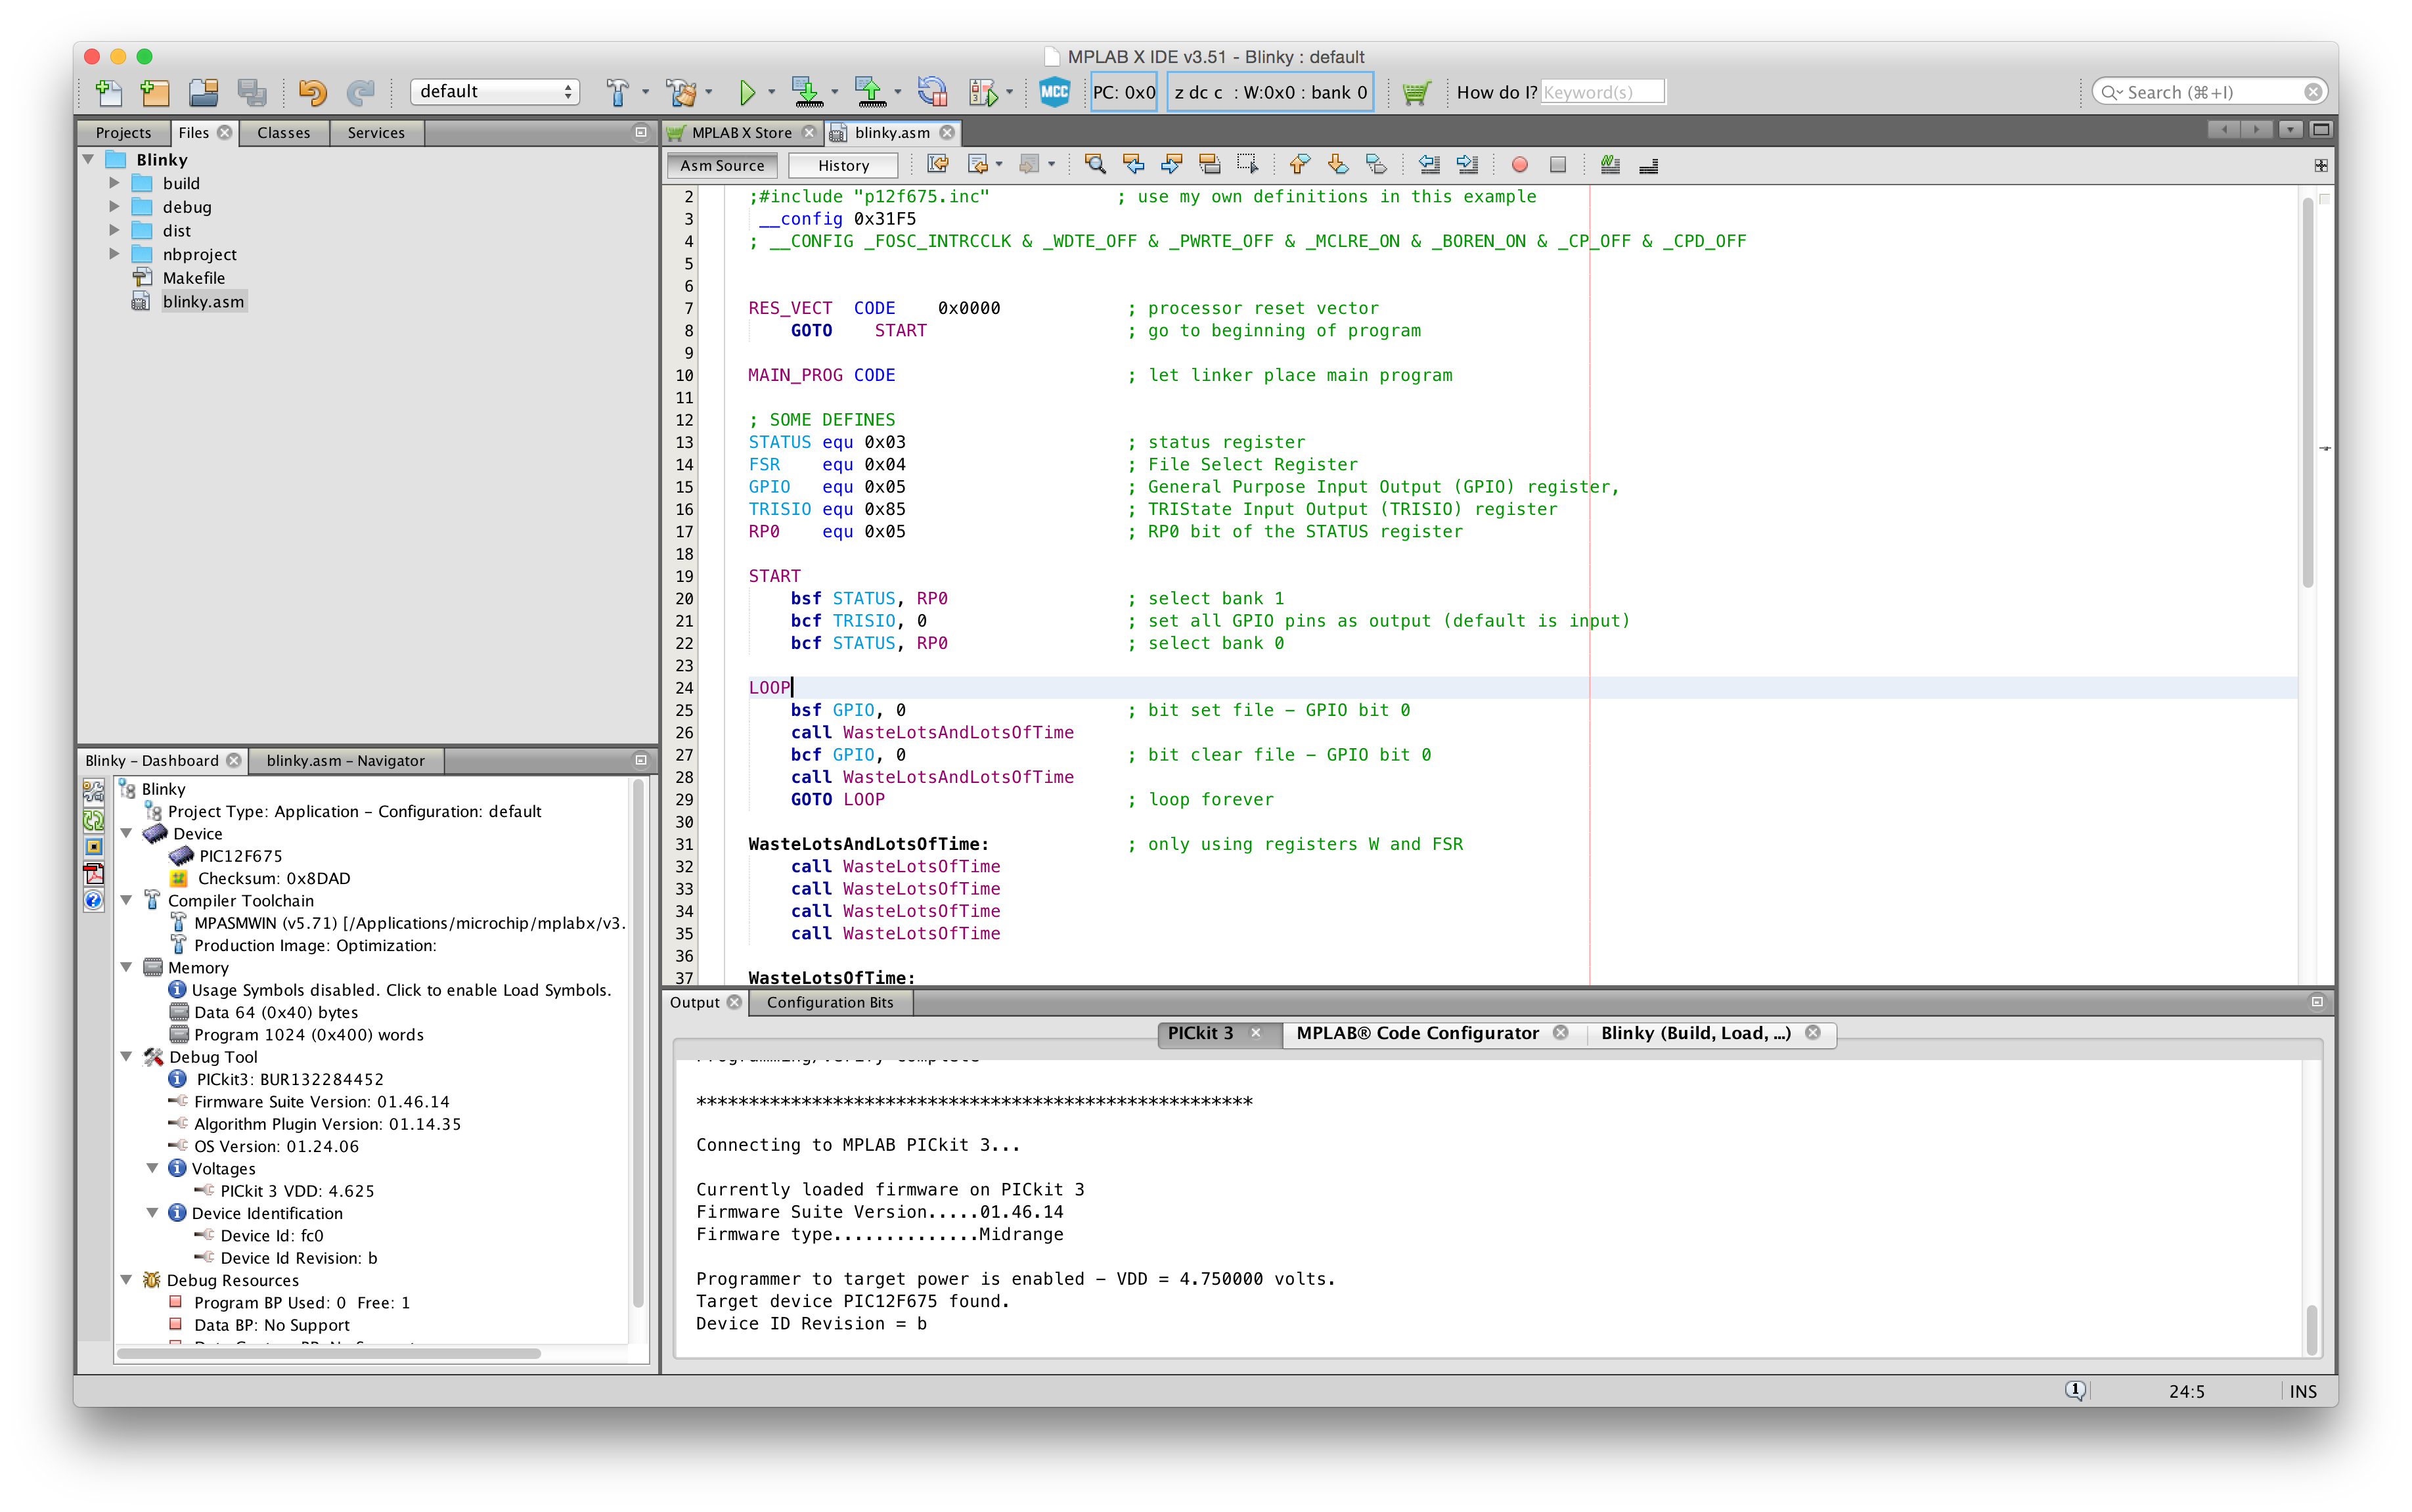 MPLAB X IDE v3.51 - Blinky : default
default
MCC
PC: 0x0
z dc c : W:0x0 : bank 0
How do I? Keyword(s)
Search (⌘+I)
Projects
Files
Classes
Services
Blinky
build
debug
dist
nbproject
Makefile
blinky.asm
Blinky – Dashboard
blinky.asm – Navigator
Blinky
Project Type: Application – Configuration: default
Device
PIC12F675
Checksum: 0x8DAD
Compiler Toolchain
MPASMWIN (v5.71) [/Applications/microchip/mplabx/v3.
Production Image: Optimization:
Memory
Usage Symbols disabled. Click to enable Load Symbols.
Data 64 (0x40) bytes
Program 1024 (0x400) words
Debug Tool
PICkit3: BUR132284452
Firmware Suite Version: 01.46.14
Algorithm Plugin Version: 01.14.35
OS Version: 01.24.06
Voltages
PICkit 3 VDD: 4.625
Device Identification
Device Id: fc0
Device Id Revision: b
Debug Resources
Program BP Used: 0 Free: 1
Data BP: No Support
MPLAB X Store
blinky.asm
Asm Source
History
2 ;#include "p12f675.inc" ; use my own definitions in this example
3 __config 0x31F5
4 ; __CONFIG _FOSC_INTRCCLK & _WDTE_OFF & _PWRTE_OFF & _MCLRE_ON & _BOREN_ON & _CP_OFF & _CPD_OFF
5
6
7 RES_VECT CODE 0x0000 ; processor reset vector
8 GOTO START ; go to beginning of program
9
10 MAIN_PROG CODE ; let linker place main program
11
12 ; SOME DEFINES
13 STATUS equ 0x03 ; status register
14 FSR equ 0x04 ; File Select Register
15 GPIO equ 0x05 ; General Purpose Input Output (GPIO) register,
16 TRISIO equ 0x85 ; TRIState Input Output (TRISIO) register
17 RP0 equ 0x05 ; RP0 bit of the STATUS register
18
19 START
20 bsf STATUS, RP0 ; select bank 1
21 bcf TRISIO, 0 ; set all GPIO pins as output (default is input)
22 bcf STATUS, RP0 ; select bank 0
23
24 LOOP
25 bsf GPIO, 0 ; bit set file – GPIO bit 0
26 call WasteLotsAndLotsOfTime
27 bcf GPIO, 0 ; bit clear file – GPIO bit 0
28 call WasteLotsAndLotsOfTime
29 GOTO LOOP ; loop forever
30
31 WasteLotsAndLotsOfTime: ; only using registers W and FSR
32 call WasteLotsOfTime
33 call WasteLotsOfTime
34 call WasteLotsOfTime
35 call WasteLotsOfTime
36
37 WasteLotsOfTime:
Output
Configuration Bits
PICkit 3
MPLAB® Code Configurator
Blinky (Build, Load, ...)
*****************************************************
Connecting to MPLAB PICkit 3...
Currently loaded firmware on PICkit 3
Firmware Suite Version.....01.46.14
Firmware type..............Midrange
Programmer to target power is enabled – VDD = 4.750000 volts.
Target device PIC12F675 found.
Device ID Revision = b
1
24:5
INS